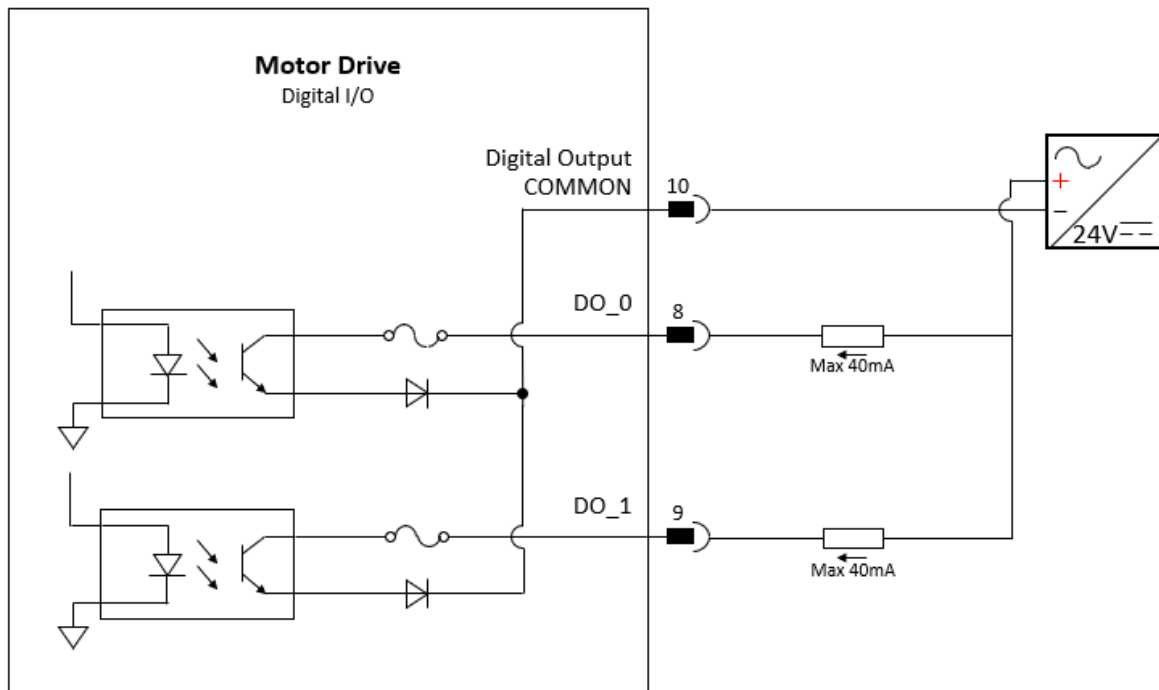 Motor Drive
Digital I/O
Digital Output
COMMON
10
+
−
24V
DO_0
8
Max 40mA
DO_1
9
Max 40mA